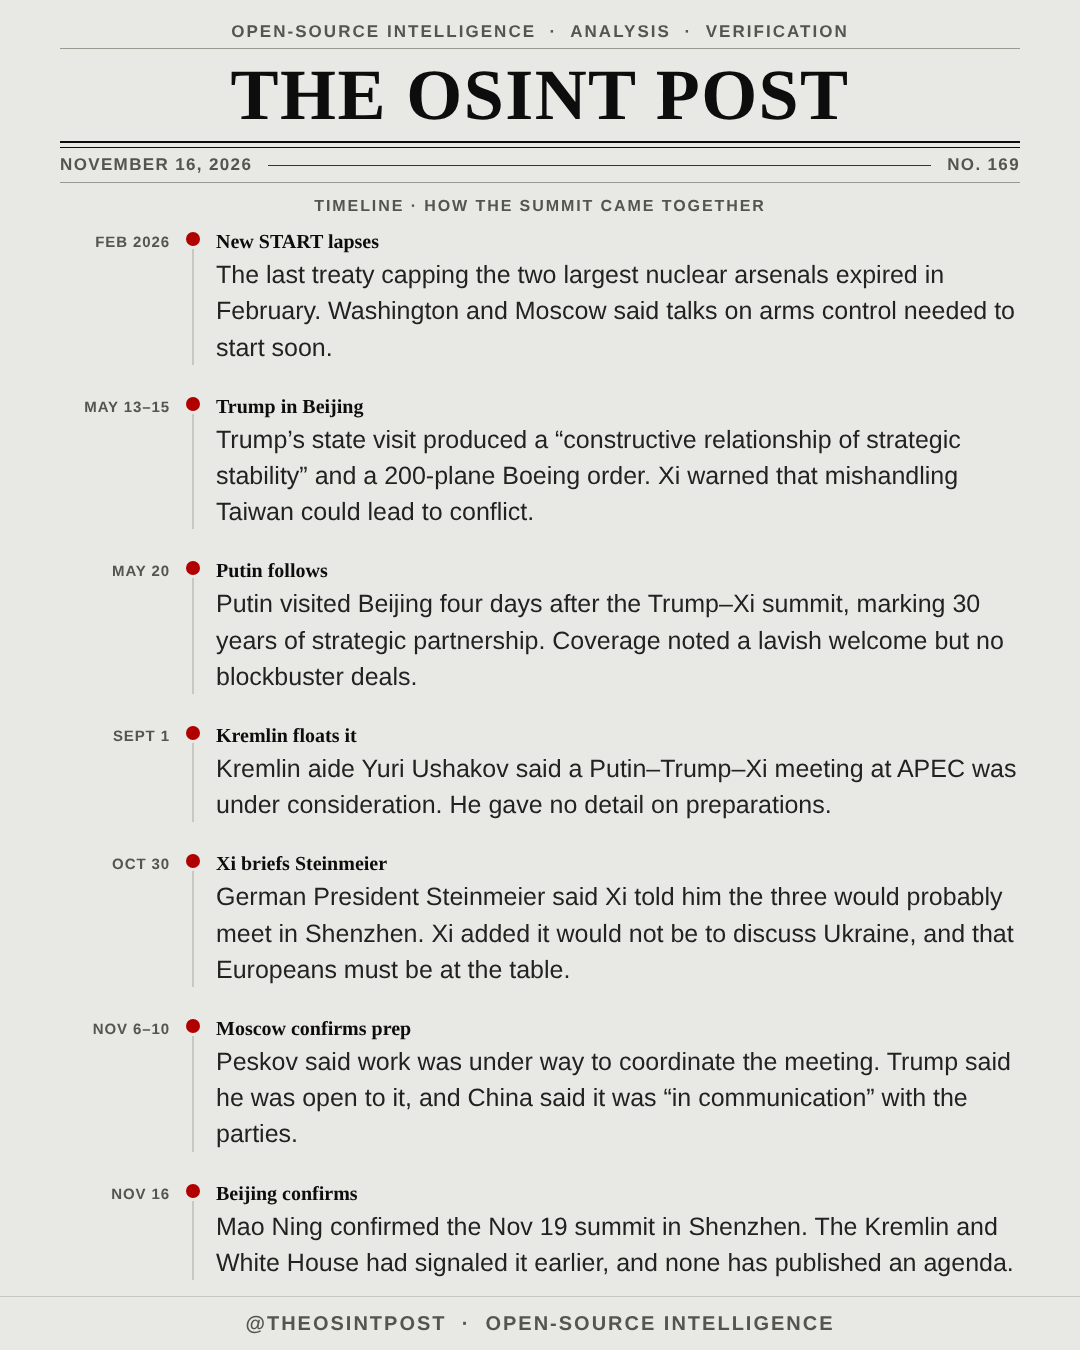 OPEN-SOURCE INTELLIGENCE · ANALYSIS · VERIFICATION
THE OSINT POST
NOVEMBER 16, 2026 NO. 169
TIMELINE · HOW THE SUMMIT CAME TOGETHER
FEB 2026 New START lapses
The last treaty capping the two largest nuclear arsenals expired in
February. Washington and Moscow said talks on arms control needed to
start soon.
MAY 13–15 Trump in Beijing
Trump’s state visit produced a “constructive relationship of strategic
stability” and a 200-plane Boeing order. Xi warned that mishandling
Taiwan could lead to conflict.
MAY 20 Putin follows
Putin visited Beijing four days after the Trump–Xi summit, marking 30
years of strategic partnership. Coverage noted a lavish welcome but no
blockbuster deals.
SEPT 1 Kremlin floats it
Kremlin aide Yuri Ushakov said a Putin–Trump–Xi meeting at APEC was
under consideration. He gave no detail on preparations.
OCT 30 Xi briefs Steinmeier
German President Steinmeier said Xi told him the three would probably
meet in Shenzhen. Xi added it would not be to discuss Ukraine, and that
Europeans must be at the table.
NOV 6–10 Moscow confirms prep
Peskov said work was under way to coordinate the meeting. Trump said
he was open to it, and China said it was “in communication” with the
parties.
NOV 16 Beijing confirms
Mao Ning confirmed the Nov 19 summit in Shenzhen. The Kremlin and
White House had signaled it earlier, and none has published an agenda.
@THEOSINTPOST · OPEN-SOURCE INTELLIGENCE